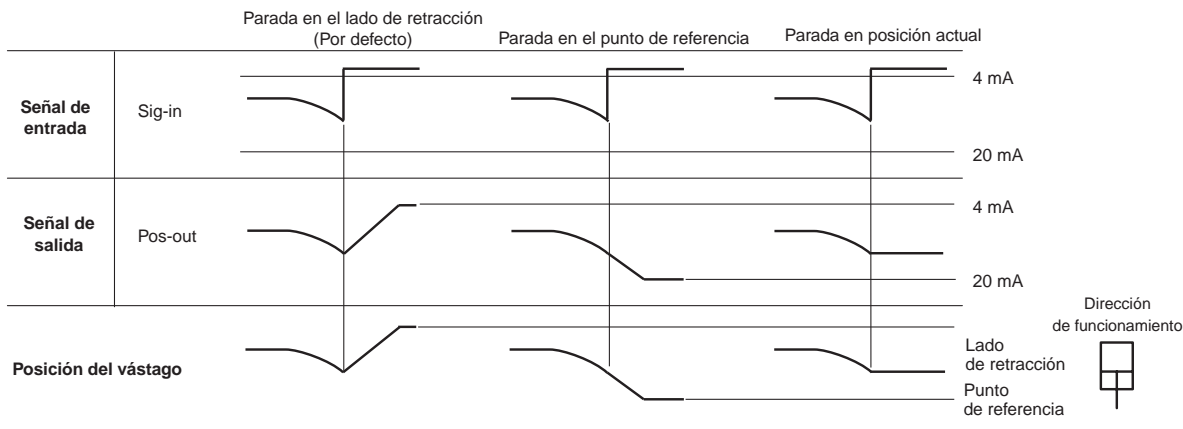 Parada en el lado de retracción
(Por defecto)
Parada en el punto de referencia
Parada en posición actual
Señal de
entrada
Sig-in
4 mA
20 mA
Señal de
salida
Pos-out
4 mA
20 mA
Dirección
de funcionamiento
Posición del vástago
Lado
de retracción
Punto
de referencia